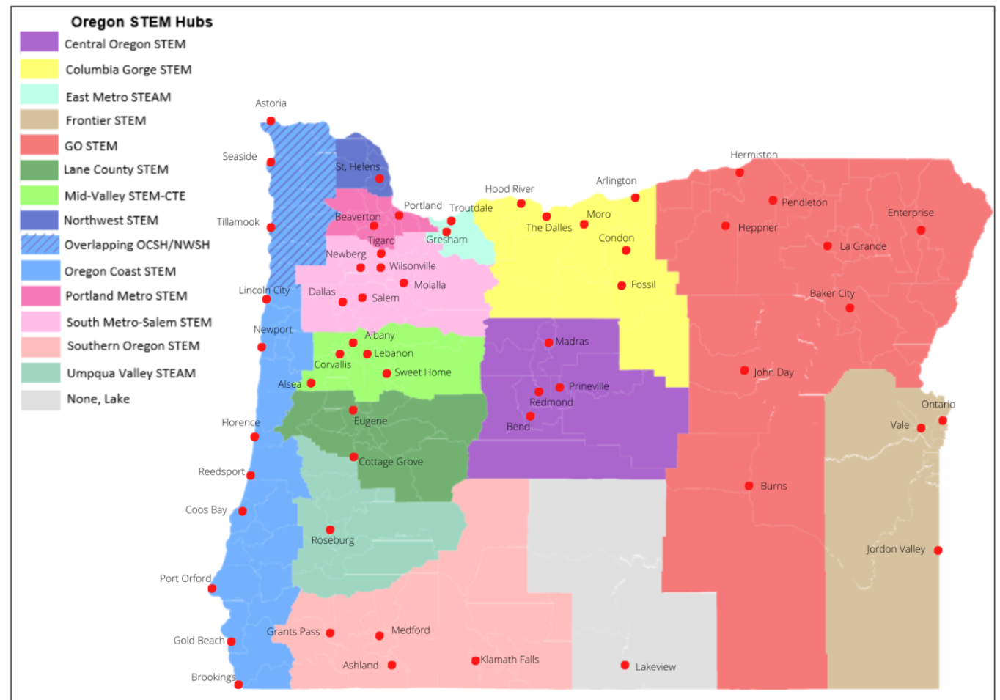 Oregon STEM Hubs
Central Oregon STEM
Columbia Gorge STEM
East Metro STEAM
Frontier STEM
GO STEM
Lane County STEM
Mid-Valley STEM-CTE
Northwest STEM
Overlapping OCSH/NWSH
Oregon Coast STEM
Portland Metro STEM
South Metro-Salem STEM
Southern Oregon STEM
Umpqua Valley STEAM
None, Lake
Astoria
Seaside
St, Helens
Hermiston
Arlington
Hood River
Pendleton
Portland
Troutdale
Enterprise
Moro
Beaverton
Tillamook
The Dalles
Heppner
Condon
Gresham
Tigard
La Grande
Newberg
Wilsonville
Molalla
Fossil
Lincoln City
Dallas
Salem
Baker City
Newport
Albany
Madras
Lebanon
Corvallis
Sweet Home
John Day
Alsea
Prineville
Redmond
Ontario
Eugene
Florence
Bend
Vale
Cottage Grove
Reedsport
Burns
Coos Bay
Roseburg
Jordon Valley
Port Orford
Grants Pass
Medford
Gold Beach
Ashland
Klamath Falls
Lakeview
Brookings